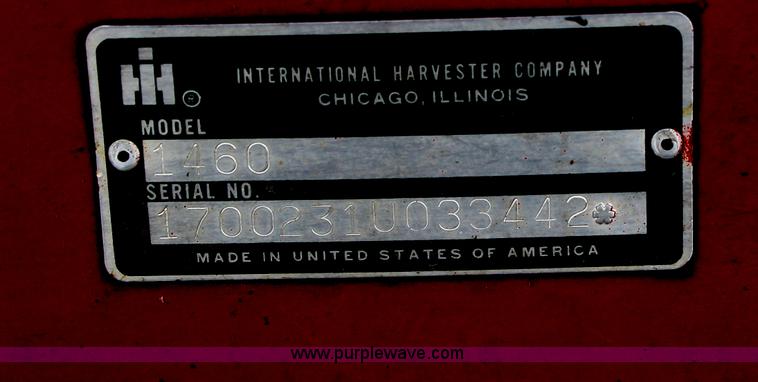 IH ®
INTERNATIONAL HARVESTER COMPANY
CHICAGO, ILLINOIS
MODEL
1460
SERIAL NO.
1700231U033442*
MADE IN UNITED STATES OF AMERICA
www.purplewave.com